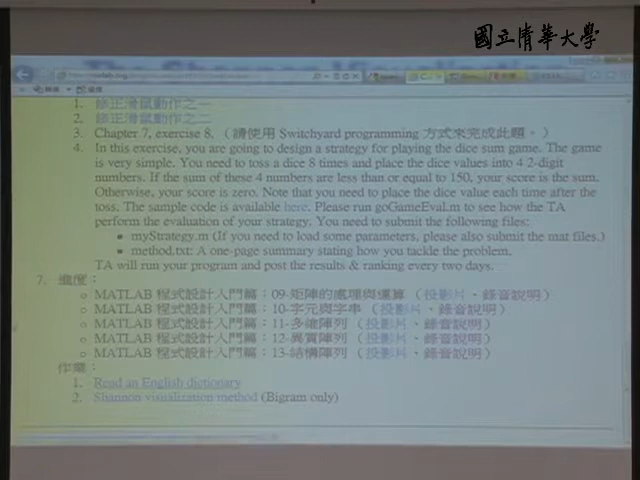 國立清華大學
1. 修正滑鼠動作之一
2. 修正滑鼠動作之二
3. Chapter 7, exercise 8. (請使用 Switchyard programming 方式來完成此題。)
4. In this exercise, you are going to design a strategy for playing the dice sum game. The game
is very simple. You need to toss a dice 8 times and place the dice values into 4 2-digit
numbers. If the sum of these 4 numbers are less than or equal to 150, your score is the sum.
Otherwise, your score is zero. Note that you need to place the dice value each time after the
toss. The sample code is available here. Please run goGameEval.m to see how the TA
perform the evaluation of your strategy. You need to submit the following files:
• myStrategy.m (If you need to load some parameters, please also submit the mat files.)
• method.txt: A one-page summary stating how you tackle the problem.
TA will run your program and post the results & ranking every two days.
7. 進度：
○ MATLAB 程式設計入門篇：09-矩陣的處理與運算 (投影片、錄音說明)
○ MATLAB 程式設計入門篇：10-字元與字串 (投影片、錄音說明)
○ MATLAB 程式設計入門篇：11-多維陣列 (投影片、錄音說明)
○ MATLAB 程式設計入門篇：12-異質陣列 (投影片、錄音說明)
○ MATLAB 程式設計入門篇：13-結構陣列 (投影片、錄音說明)
作業：
1. Read an English dictionary
2. Shannon visualization method (Bigram only)